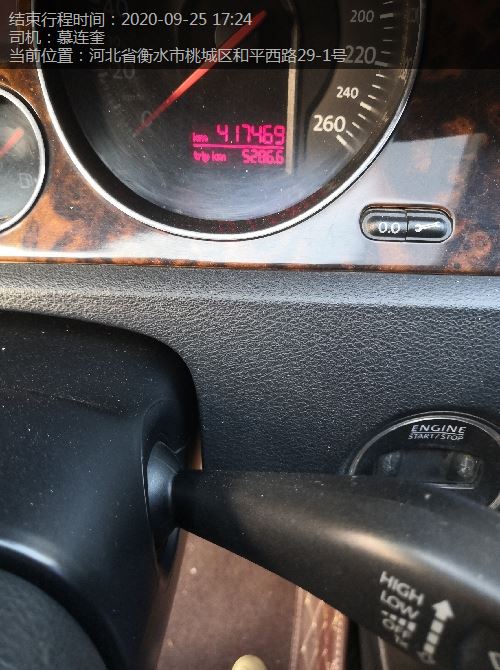 结束行程时间：2020-09-25 17:24
司机：慕连奎
当前位置：河北省衡水市桃城区和平西路29-1号
200
20
220
240
0
260
km 417469
trip km 5286.6
0.0
ENGINE
START/STOP
HIGH
LOW